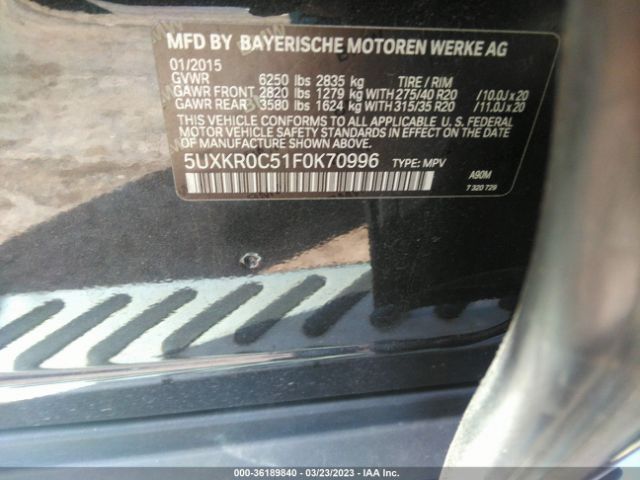 MFD BY BAYERISCHE MOTOREN WERKE AG
01/2015
GVWR 6250 lbs 2835 kg TIRE / RIM
GAWR FRONT 2820 lbs 1279 kg WITH 275/40 R20 /10.0J x 20
GAWR REAR 3580 lbs 1624 kg WITH 315/35 R20 /11.0J x 20
THIS VEHICLE CONFORMS TO ALL APPLICABLE U. S. FEDERAL
MOTOR VEHICLE SAFETY STANDARDS IN EFFECT ON THE DATE OF
MANUFACTURE SHOWN ABOVE.
5UXKR0C51F0K70996 TYPE: MPV
A90M
7 320 729
000-36189840 / 03/23/2023 - IAA Inc.